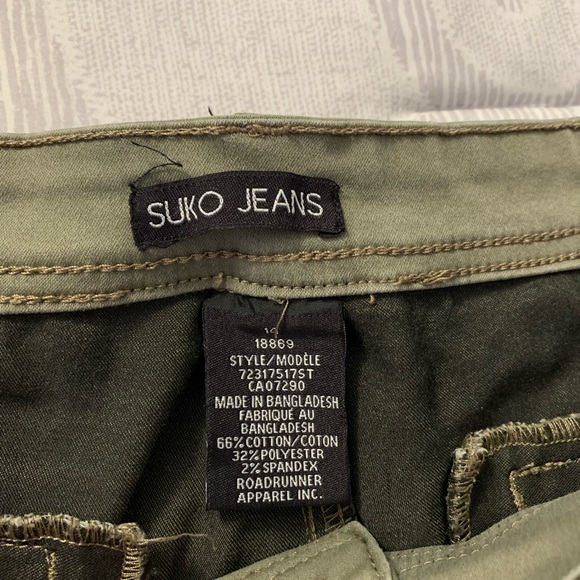 SUKO JEANS
18869
STYLE/MODÈLE
72317517ST
CA07290
MADE IN BANGLADESH
FABRIQUÉ AU
BANGLADESH
66% COTTON/COTON
32% POLYESTER
2% SPANDEX
ROADRUNNER
APPAREL INC.